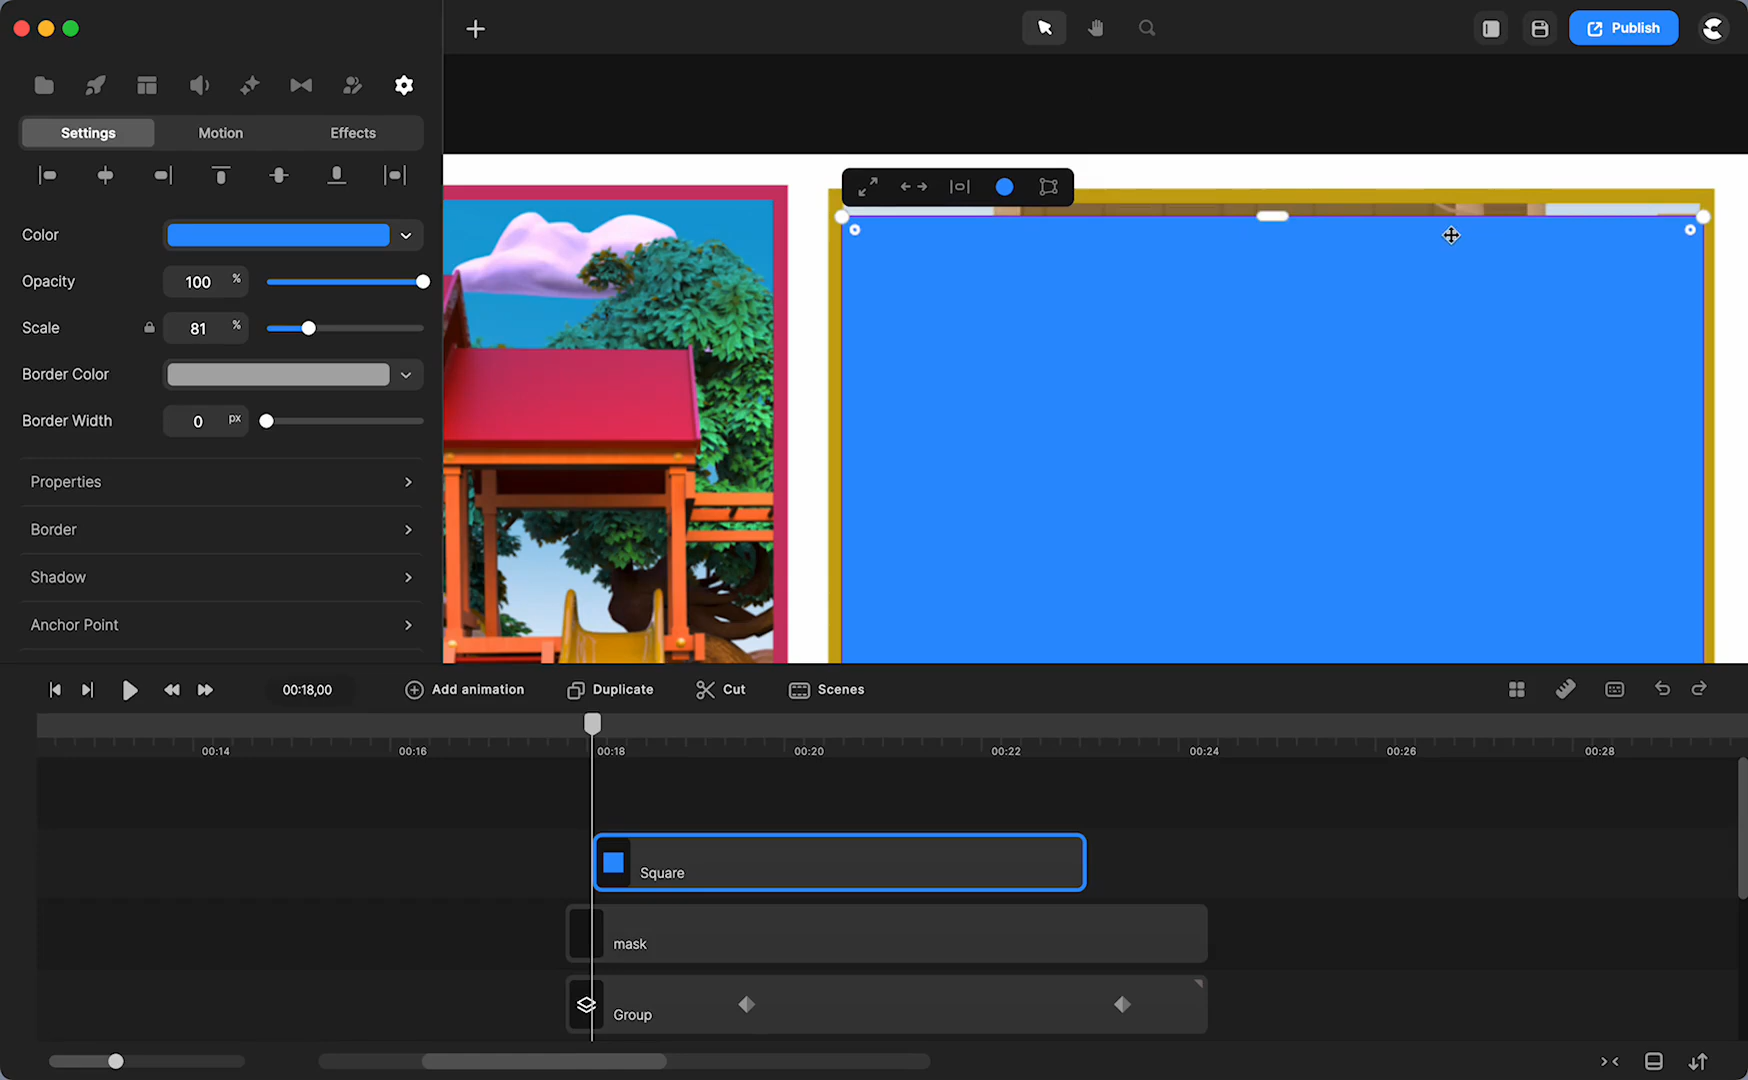 Publish
Settings
Motion
Effects
Color
Opacity
100 %
Scale
81 %
Border Color
Border Width
0 px
Properties
Border
Shadow
Anchor Point
00:18,00
Add animation
Duplicate
Cut
Scenes
00:14
00:16
00:18
00:20
00:22
00:24
00:26
00:28
Square
mask
Group